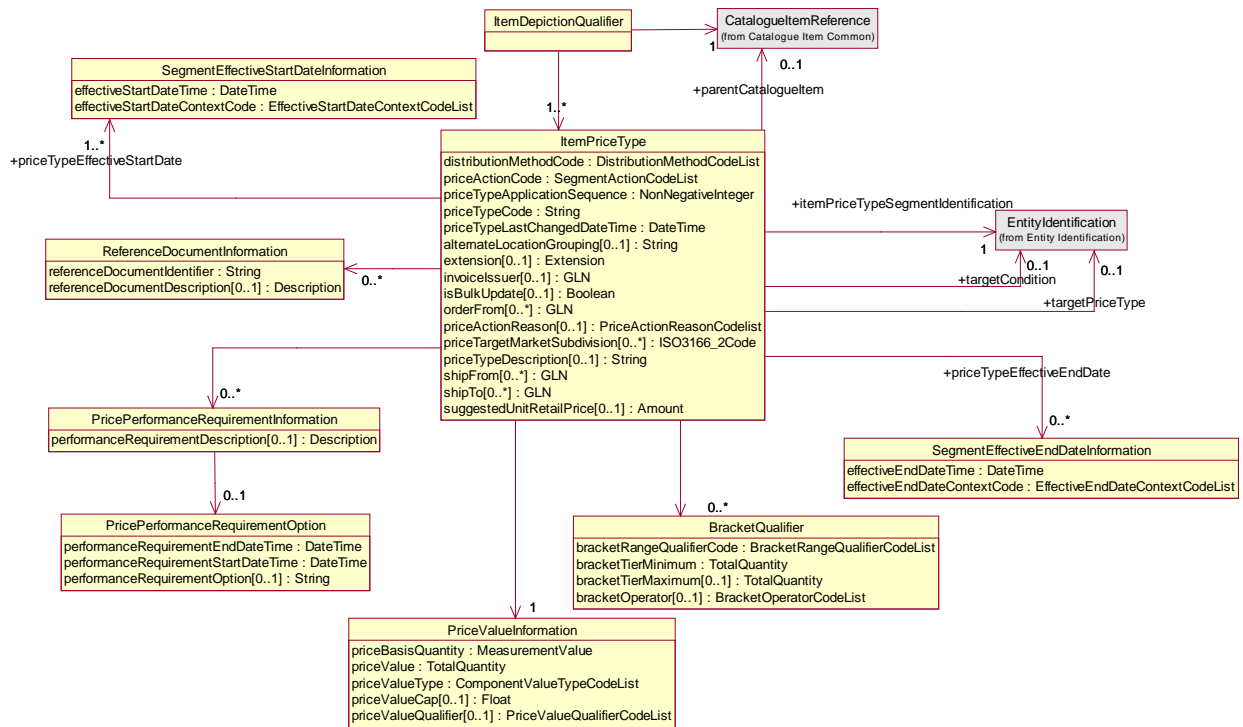 ItemDepictionQualifier
CatalogueItemReference
(from Catalogue Item Common)
1
0..1
+parentCatalogueItem
1..*
SegmentEffectiveStartDateInformation
effectiveStartDateTime : DateTime
effectiveStartDateContextCode : EffectiveStartDateContextCodeList
1..*
+priceTypeEffectiveStartDate
ItemPriceType
distributionMethodCode : DistributionMethodCodeList
priceActionCode : SegmentActionCodeList
priceTypeApplicationSequence : NonNegativeInteger
priceTypeCode : String
priceTypeLastChangedDateTime : DateTime
alternateLocationGrouping[0..1] : String
extension[0..1] : Extension
invoiceIssuer[0..1] : GLN
isBulkUpdate[0..1] : Boolean
orderFrom[0..*] : GLN
priceActionReason[0..1] : PriceActionReasonCodelist
priceTargetMarketSubdivision[0..*] : ISO3166_2Code
priceTypeDescription[0..1] : String
shipFrom[0..*] : GLN
shipTo[0..*] : GLN
suggestedUnitRetailPrice[0..1] : Amount
+itemPriceTypeSegmentIdentification
1
EntityIdentification
(from Entity Identification)
0..1
+targetCondition
0..1
+targetPriceType
ReferenceDocumentInformation
referenceDocumentIdentifier : String
referenceDocumentDescription[0..1] : Description
0..*
+priceTypeEffectiveEndDate
0..*
SegmentEffectiveEndDateInformation
effectiveEndDateTime : DateTime
effectiveEndDateContextCode : EffectiveEndDateContextCodeList
0..*
PricePerformanceRequirementInformation
performanceRequirementDescription[0..1] : Description
0..1
PricePerformanceRequirementOption
performanceRequirementEndDateTime : DateTime
performanceRequirementStartDateTime : DateTime
performanceRequirementOption[0..1] : String
0..*
BracketQualifier
bracketRangeQualifierCode : BracketRangeQualifierCodeList
bracketTierMinimum : TotalQuantity
bracketTierMaximum[0..1] : TotalQuantity
bracketOperator[0..1] : BracketOperatorCodeList
1
PriceValueInformation
priceBasisQuantity : MeasurementValue
priceValue : TotalQuantity
priceValueType : ComponentValueTypeCodeList
priceValueCap[0..1] : Float
priceValueQualifier[0..1] : PriceValueQualifierCodeList